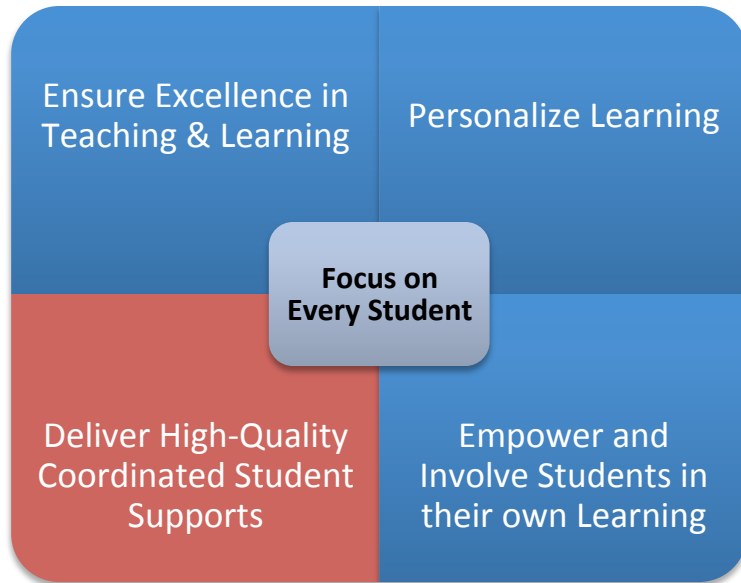 Ensure Excellence in
Teaching & Learning
Personalize Learning
Focus on
Every Student
Deliver High-Quality
Coordinated Student
Supports
Empower and
Involve Students in
their own Learning